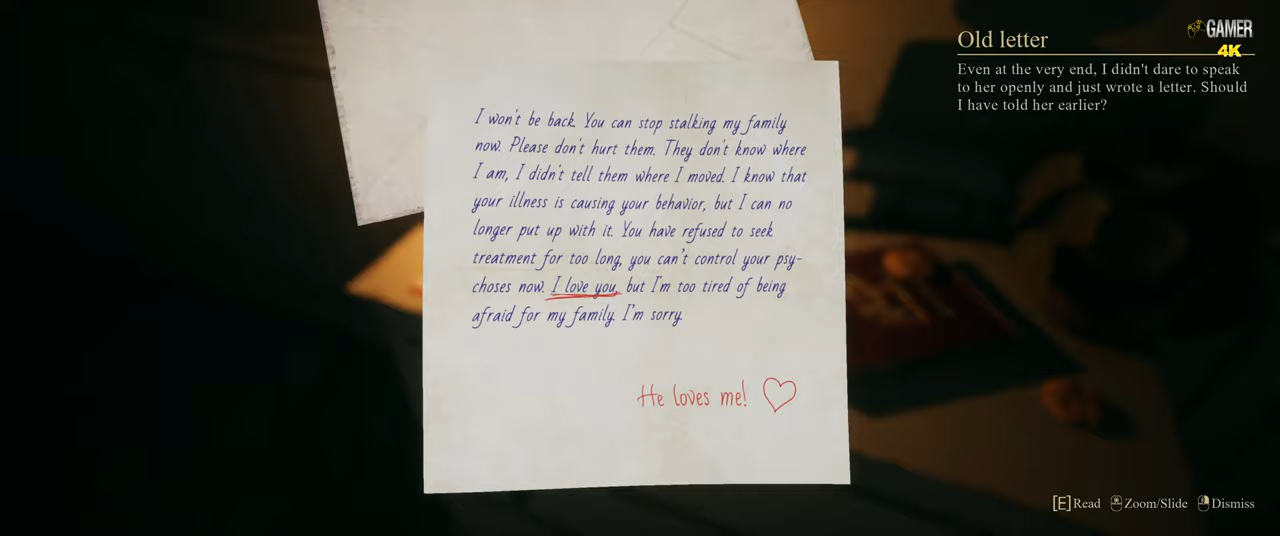 GAMER
4K
Old letter
Even at the very end, I didn't dare to speak
to her openly and just wrote a letter. Should
I have told her earlier?
I won't be back. You can stop stalking my family
now. Please don't hurt them. They don't know where
I am, I didn't tell them where I moved. I know that
your illness is causing your behavior, but I can no
longer put up with it. You have refused to seek
treatment for too long, you can't control your psy-
choses now. I love you, but I'm too tired of being
afraid for my family. I'm sorry.
He loves me! ♡
[E]Read Zoom/Slide Dismiss